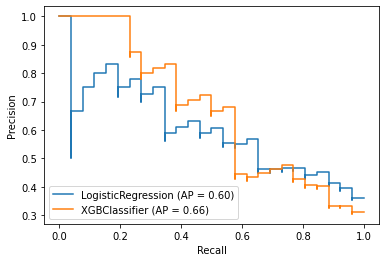 1.0
0.9
0.8
0.7
0.6
0.5
0.4
0.3
Precision
LogisticRegression (AP = 0.60)
XGBClassifier (AP = 0.66)
0.0 0.2 0.4 0.6 0.8 1.0
Recall